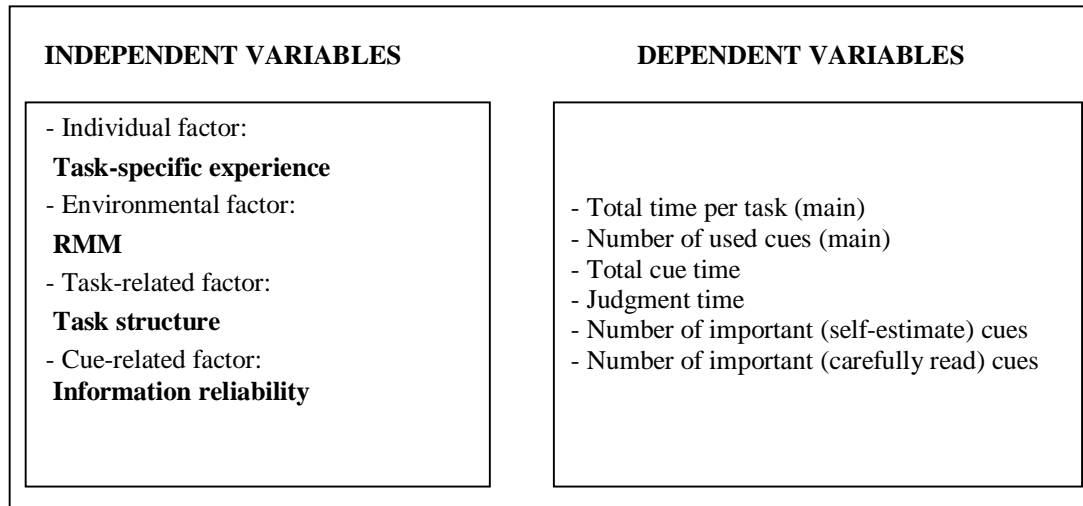 INDEPENDENT VARIABLES
- Individual factor:
Task-specific experience
- Environmental factor:
RMM
- Task-related factor:
Task structure
- Cue-related factor:
Information reliability
DEPENDENT VARIABLES
- Total time per task (main)
- Number of used cues (main)
- Total cue time
- Judgment time
- Number of important (self-estimate) cues
- Number of important (carefully read) cues